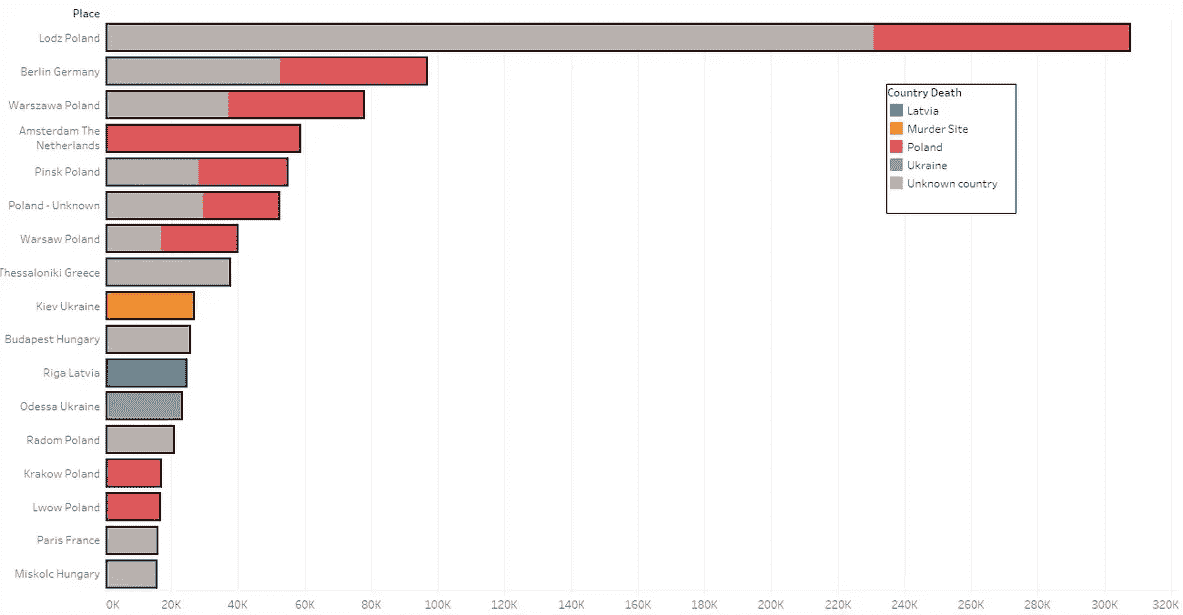 Place
Lodz Poland
Berlin Germany
Warszawa Poland
Amsterdam The
Netherlands
Pinsk Poland
Poland - Unknown
Warsaw Poland
Thessaloniki Greece
Kiev Ukraine
Budapest Hungary
Riga Latvia
Odessa Ukraine
Radom Poland
Krakow Poland
Lwow Poland
Paris France
Miskolc Hungary
Country Death
Latvia
Murder Site
Poland
Ukraine
Unknown country
0K 20K 40K 60K 80K 100K 120K 140K 160K 180K 200K 220K 240K 260K 280K 300K 320K